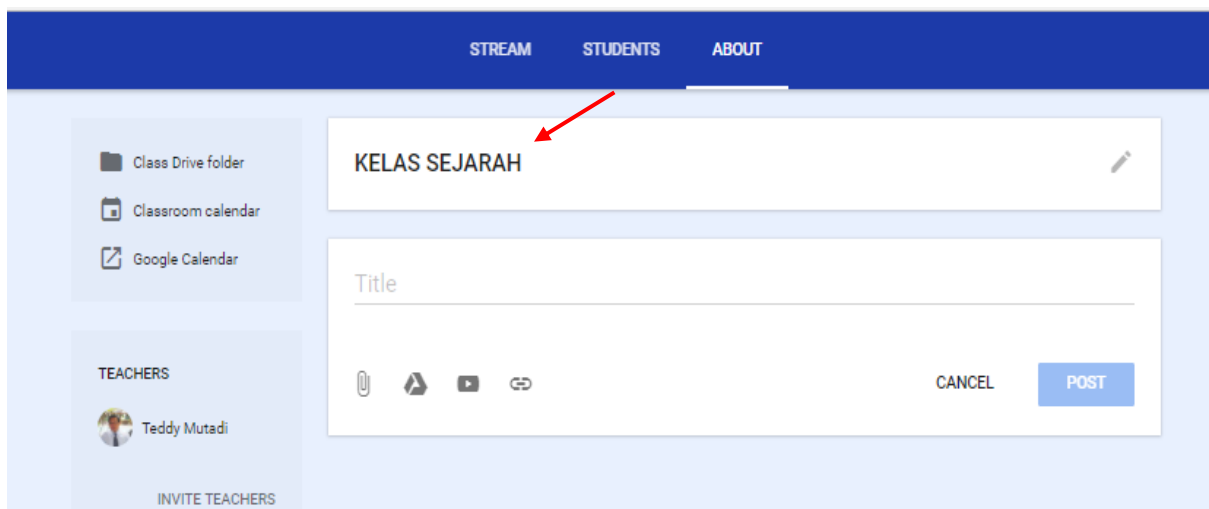 STREAM STUDENTS ABOUT
Class Drive folder
Classroom calendar
Google Calendar
TEACHERS
Teddy Mutadi
INVITE TEACHERS
KELAS SEJARAH
Title
CANCEL POST